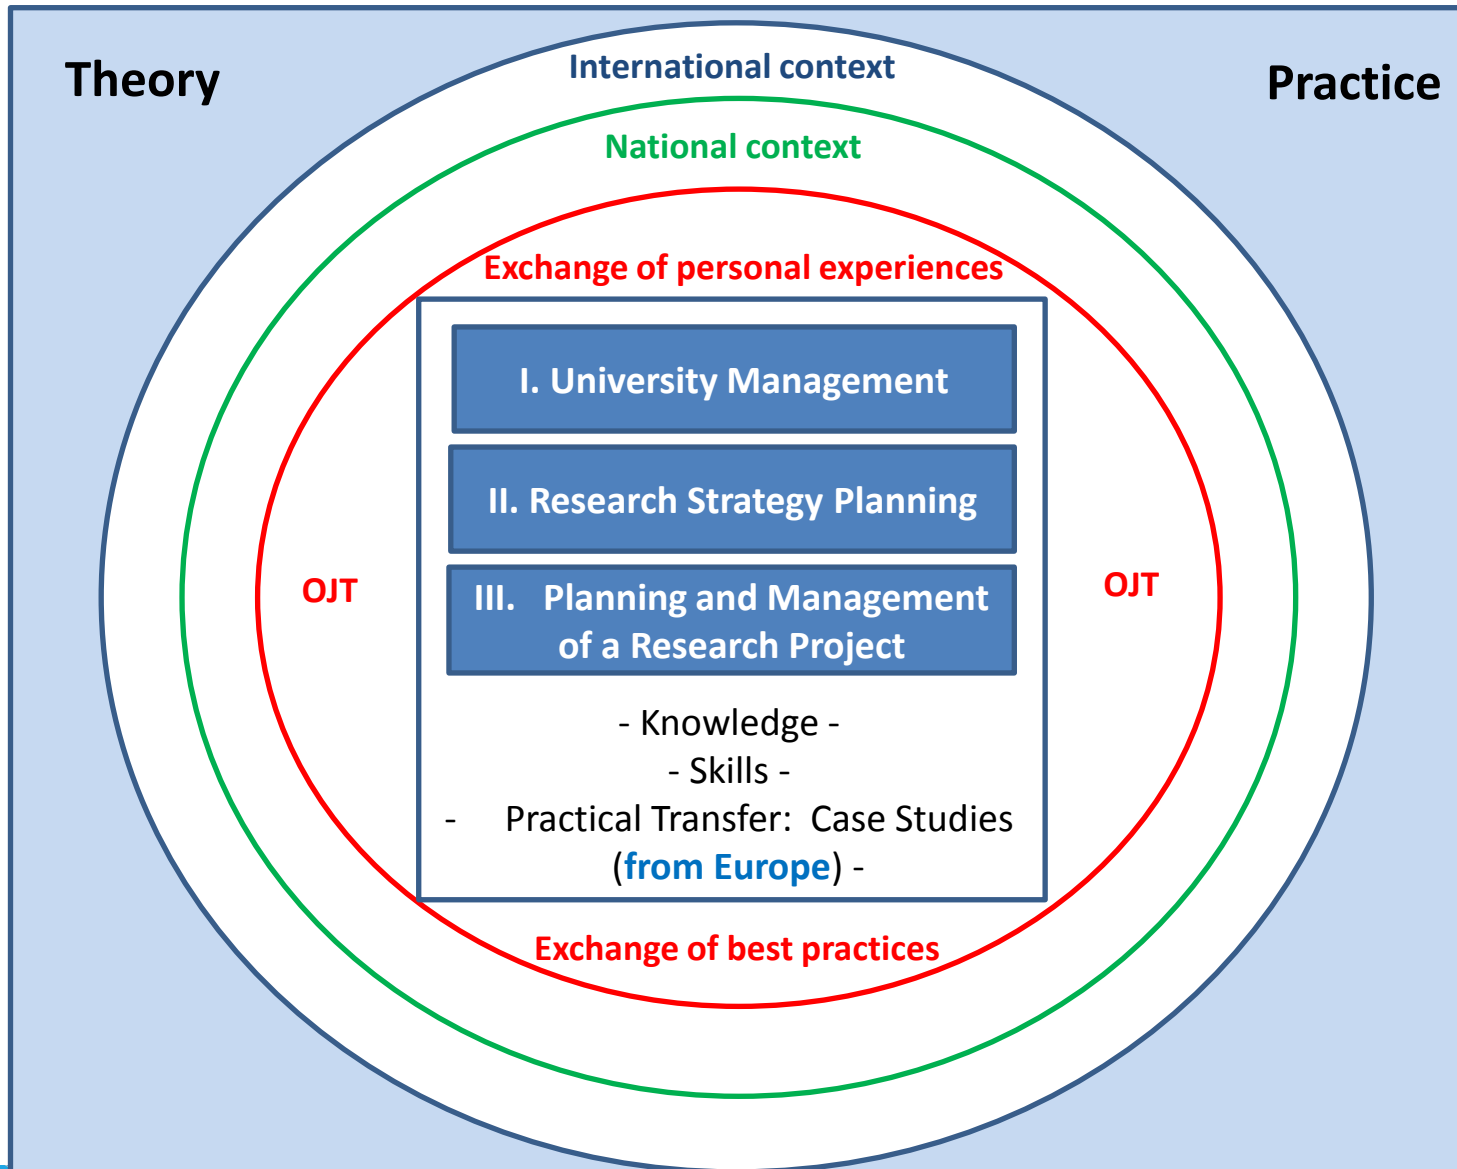 Theory
International context
Practice
National context
Exchange of personal experiences
I. University Management
II. Research Strategy Planning
OJT
III. Planning and Management
of a Research Project
OJT
- Knowledge -
- Skills -
- Practical Transfer: Case Studies
(from Europe) -
Exchange of best practices